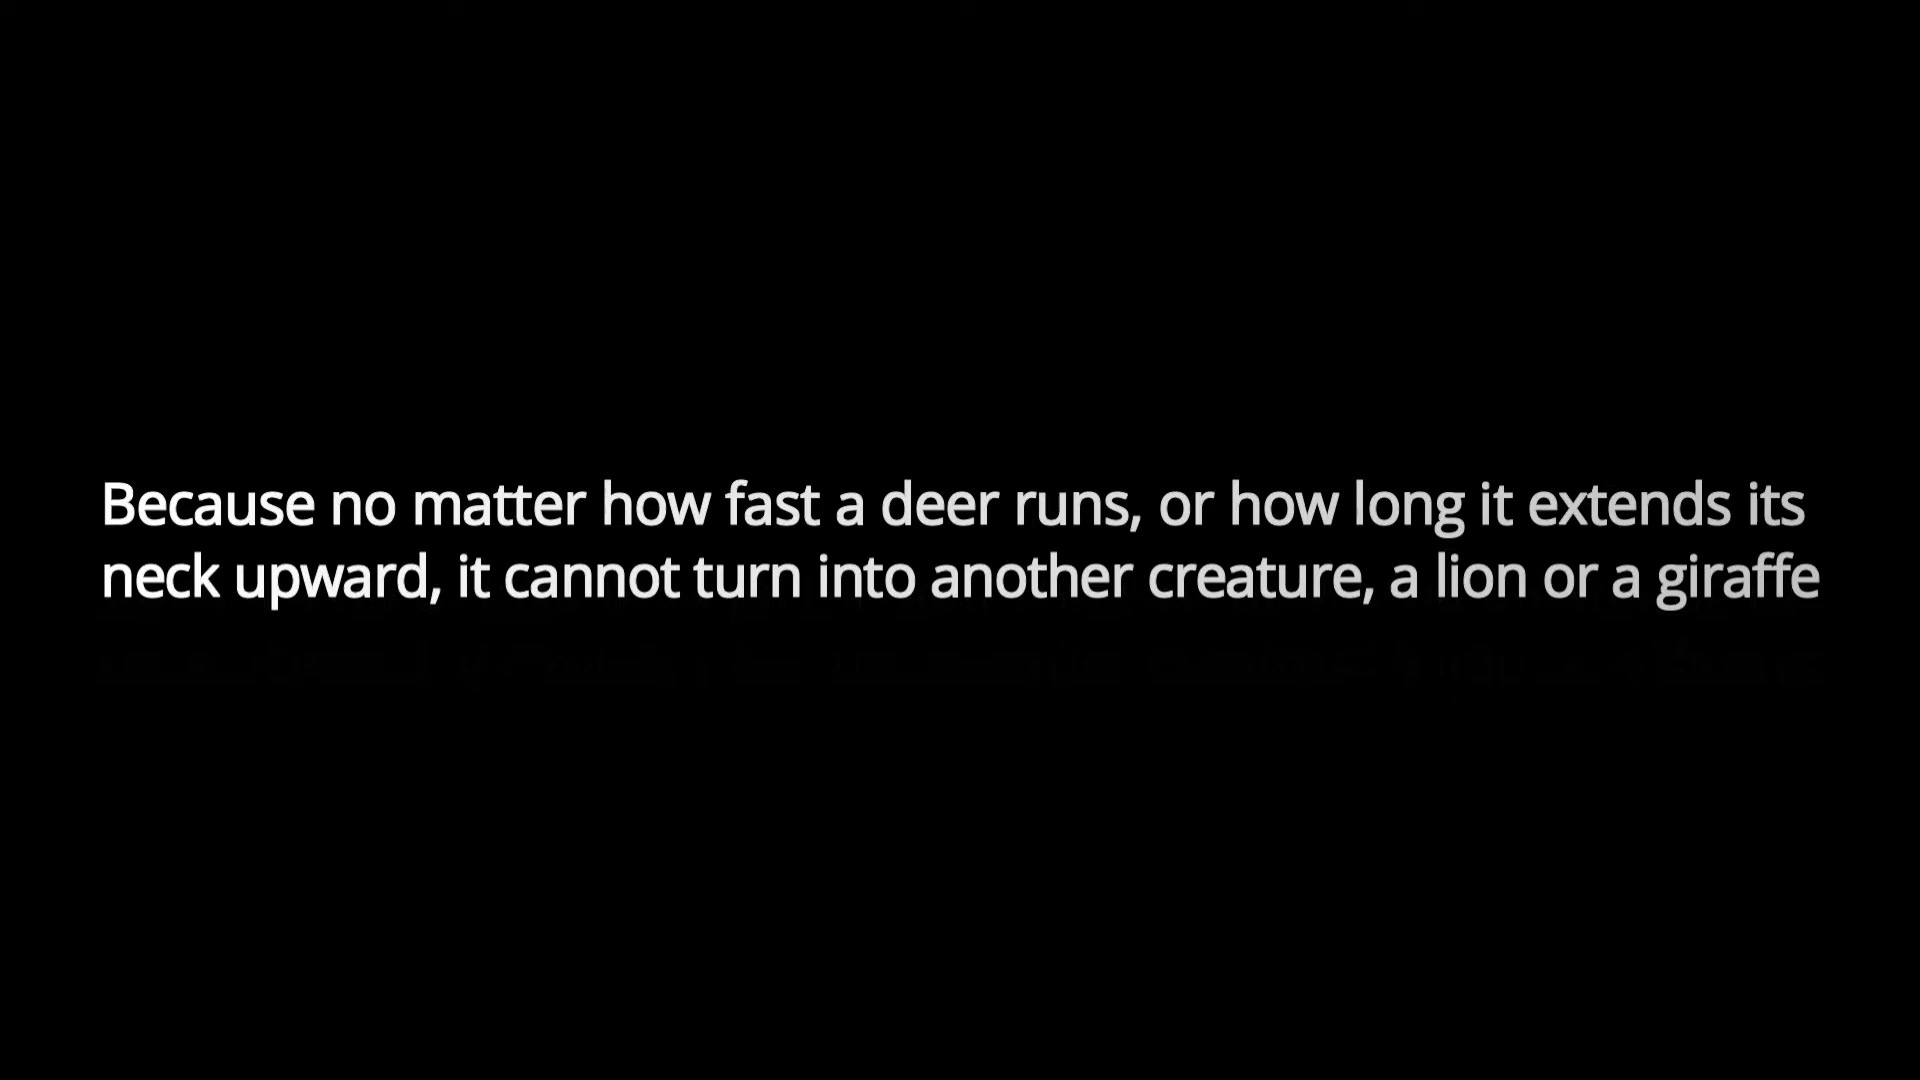 Because no matter how fast a deer runs, or how long it extends its
neck upward, it cannot turn into another creature, a lion or a giraffe